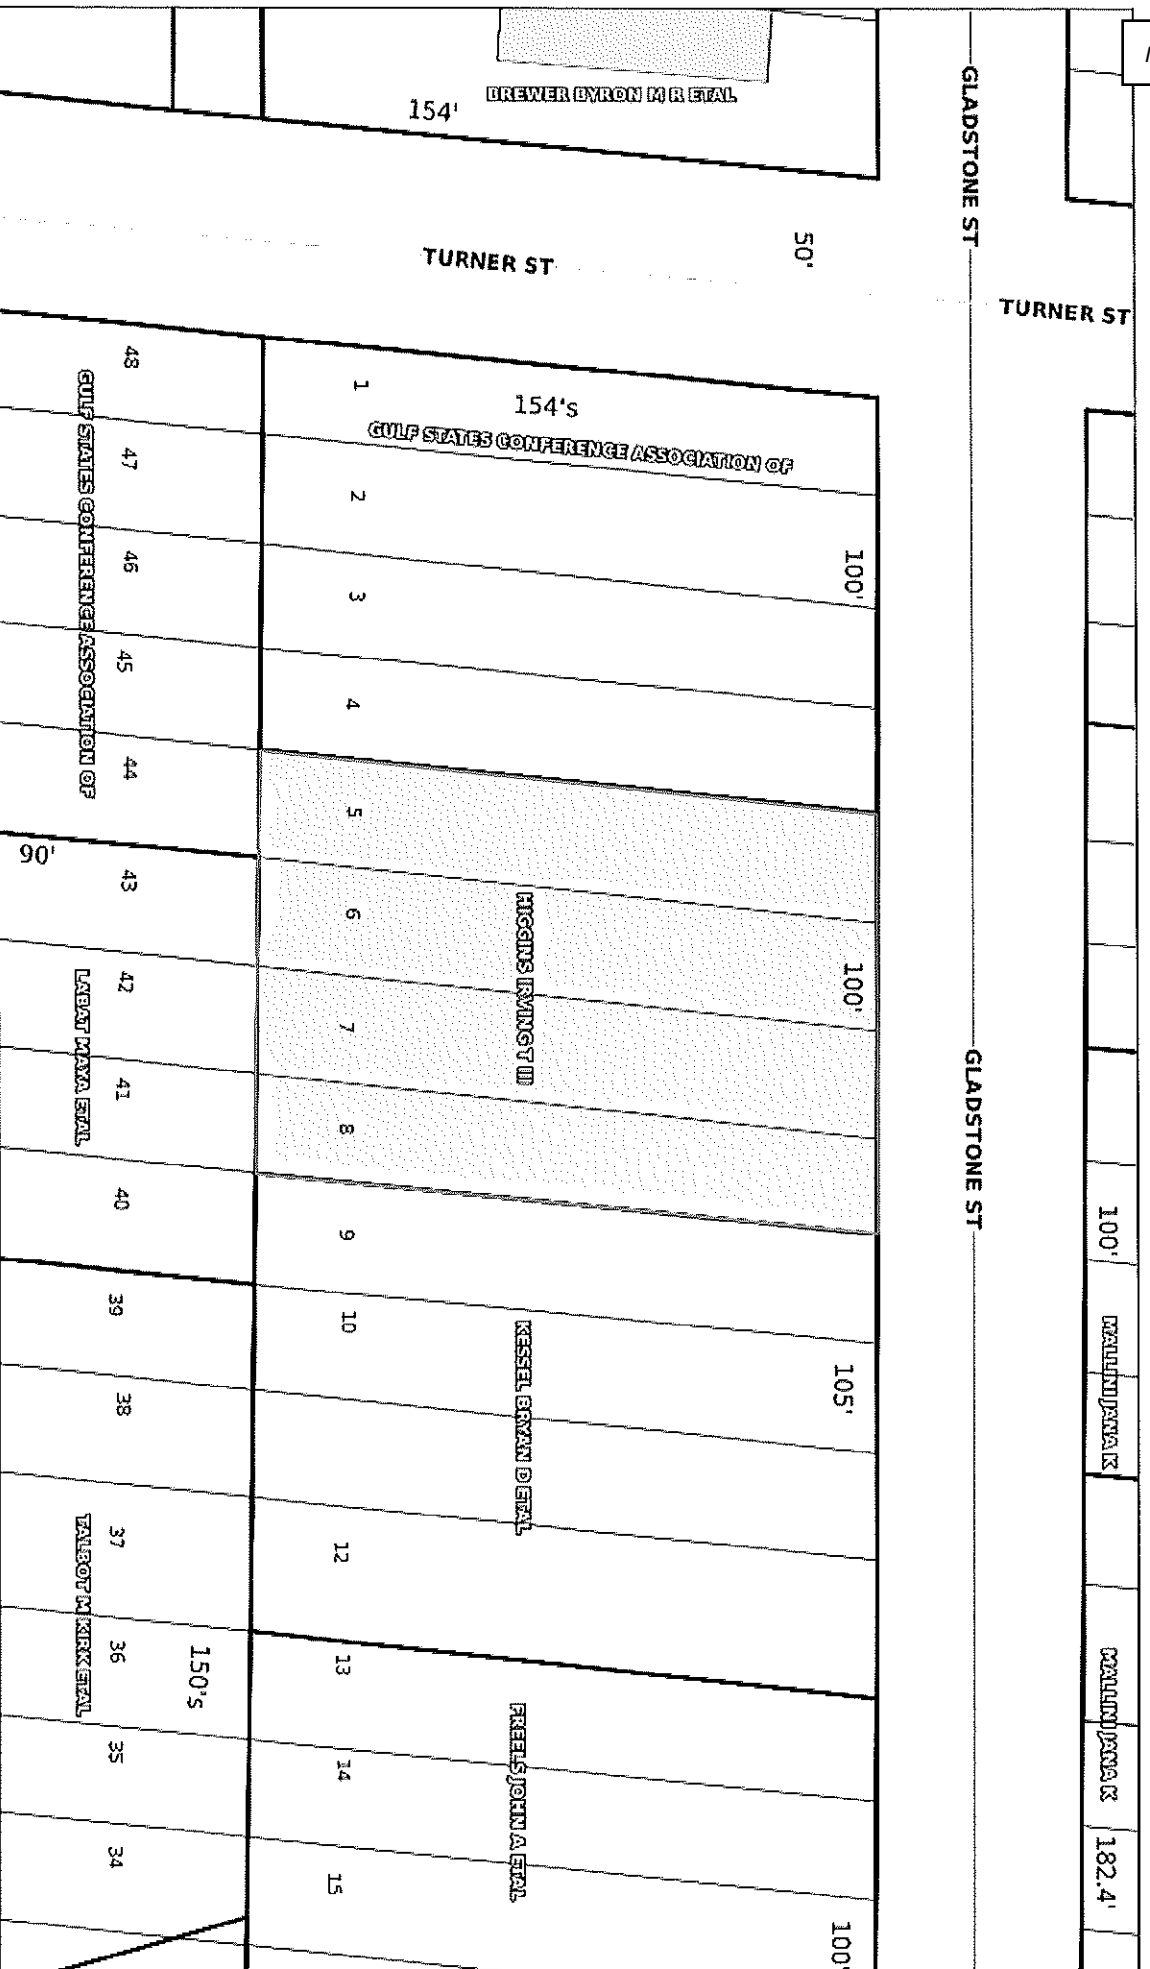 BREWER BYRON M R ETAL
154'
GLADSTONE ST
50'
TURNER ST
TURNER ST
48
1
154's
GULF STATES CONFERENCE ASSOCIATION OF
GULF STATES CONFERENCE ASSOCIATION OF
47
2
46
3
100'
45
4
44
5
90'
43
6
HIGGINS IRVING T III
100'
42
7
LABAT MAYA ETAL
41
8
GLADSTONE ST
40
9
100'
39
10
KESSEL BRYAN D ETAL
105'
MALLINI JANA K
38
37
12
TALBOT M KIRK ETAL
36
150's
13
FREELS JOHN A ETAL
MALLINI JANA K
35
14
34
15
182.4'
100'